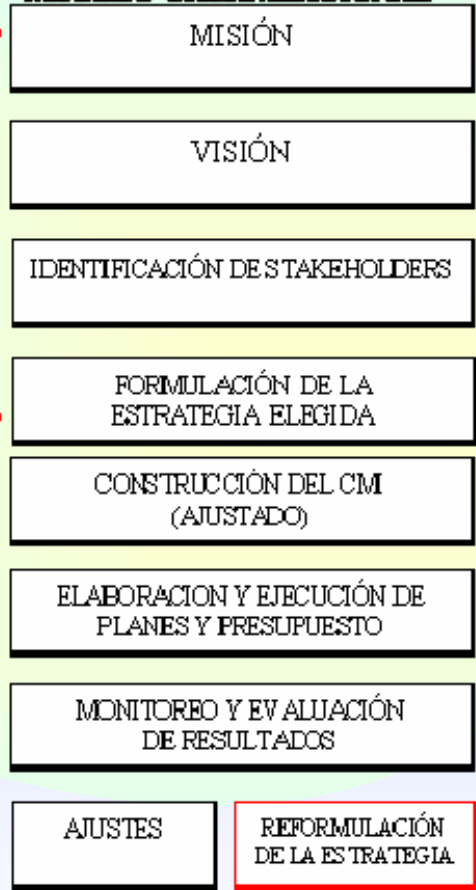 MISIÓN
VISIÓN
IDENTIFICACIÓN DE STAKEHOLDERS
FORMULACIÓN DE LA
ESTRATEGIA ELEGIDA
CONSTRUCCIÓN DEL CMI
(AJUSTADO)
ELABORACION Y EJECUCIÓN DE
PLANES Y PRESUPUESTO
MONITOREO Y EVALUACIÓN
DE RESULTADOS
AJUSTES
REFORMULACIÓN
DE LA ESTRATEGIA